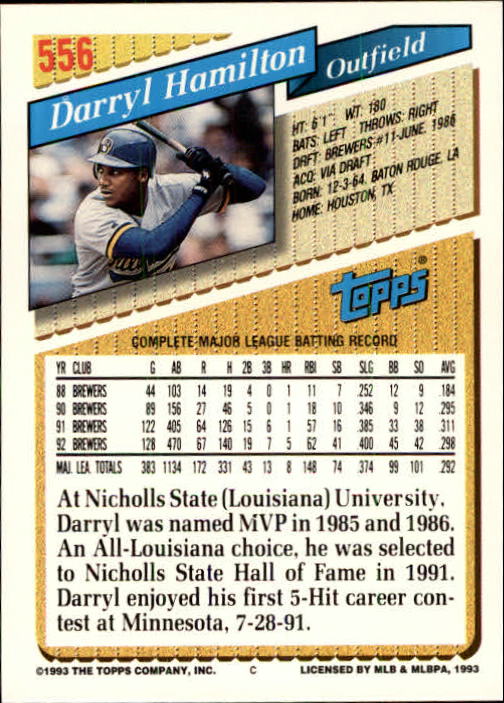 556
Darryl Hamilton
Outfield
HT: 6'1" WT: 180
BATS: LEFT THROWS: RIGHT
DRFT: BREWERS #11-JUNE, 1986
ACQ: VIA DRAFT
BORN: 12-3-64, BATON ROUGE, LA
HOME: HOUSTON, TX
Topps®
COMPLETE MAJOR LEAGUE BATTING RECORD
YR CLUB G AB R H 2B 3B HR RBI SB SLG BB SO AVG
88 BREWERS 44 103 14 19 4 0 1 11 7 .252 12 9 .184
90 BREWERS 89 156 27 46 5 0 1 18 10 .346 9 12 .295
91 BREWERS 122 405 64 126 15 6 1 57 16 .385 33 38 .311
92 BREWERS 128 470 67 140 19 7 5 62 41 .400 45 42 .298
MAJ. LEA. TOTALS 383 1134 172 331 43 13 8 148 74 .374 99 101 .292
At Nicholls State (Louisiana) University,
Darryl was named MVP in 1985 and 1986.
An All-Louisiana choice, he was selected
to Nicholls State Hall of Fame in 1991.
Darryl enjoyed his first 5-Hit career con-
test at Minnesota, 7-28-91.
©1993 THE TOPPS COMPANY, INC. C LICENSED BY MLB & MLBPA, 1993